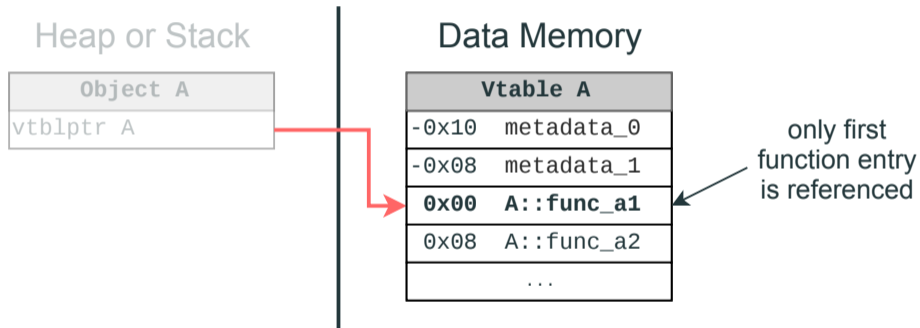 Heap or Stack
Object A
vtblptr A
Data Memory
Vtable A
-0x10 metadata_0
-0x08 metadata_1
0x00 A::func_a1
0x08 A::func_a2
...
only first
function entry
is referenced